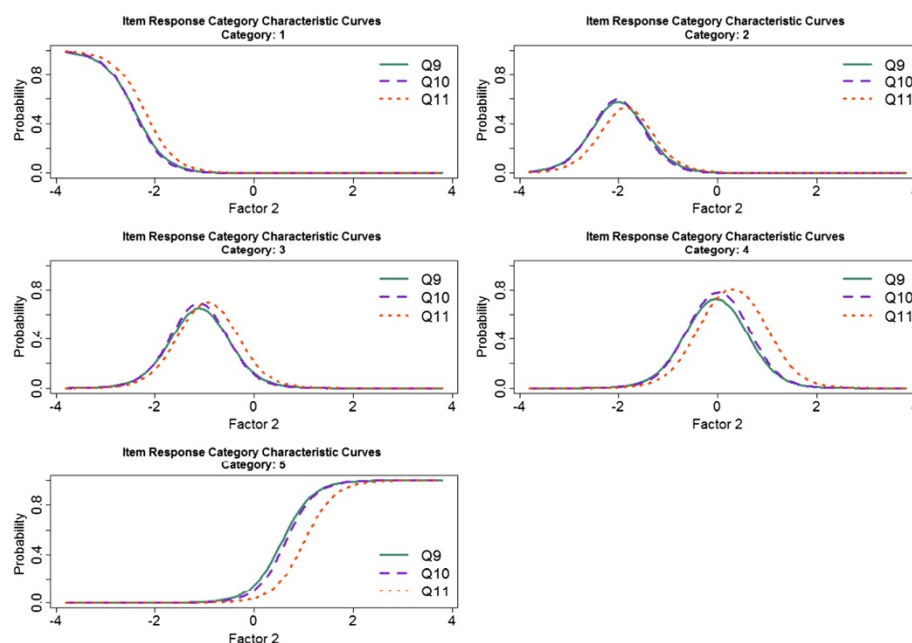 Item Response Category Characteristic Curves
Category: 1
Probability
0.8
0.4
0.0
Q9
Q10
Q11
-4
-2
0
2
4
Factor 2
Item Response Category Characteristic Curves
Category: 2
Probability
0.8
0.4
0.0
Q9
Q10
Q11
-4
-2
0
2
Factor 2
Item Response Category Characteristic Curves
Category: 3
Probability
0.8
0.4
0.0
Q9
Q10
Q11
-4
-2
0
2
4
Factor 2
Item Response Category Characteristic Curves
Category: 4
Probability
0.8
0.4
0.0
Q9
Q10
Q11
-4
-2
0
2
Factor 2
Item Response Category Characteristic Curves
Category: 5
Probability
0.8
0.4
0.0
Q9
Q10
Q11
-4
-2
0
2
4
Factor 2